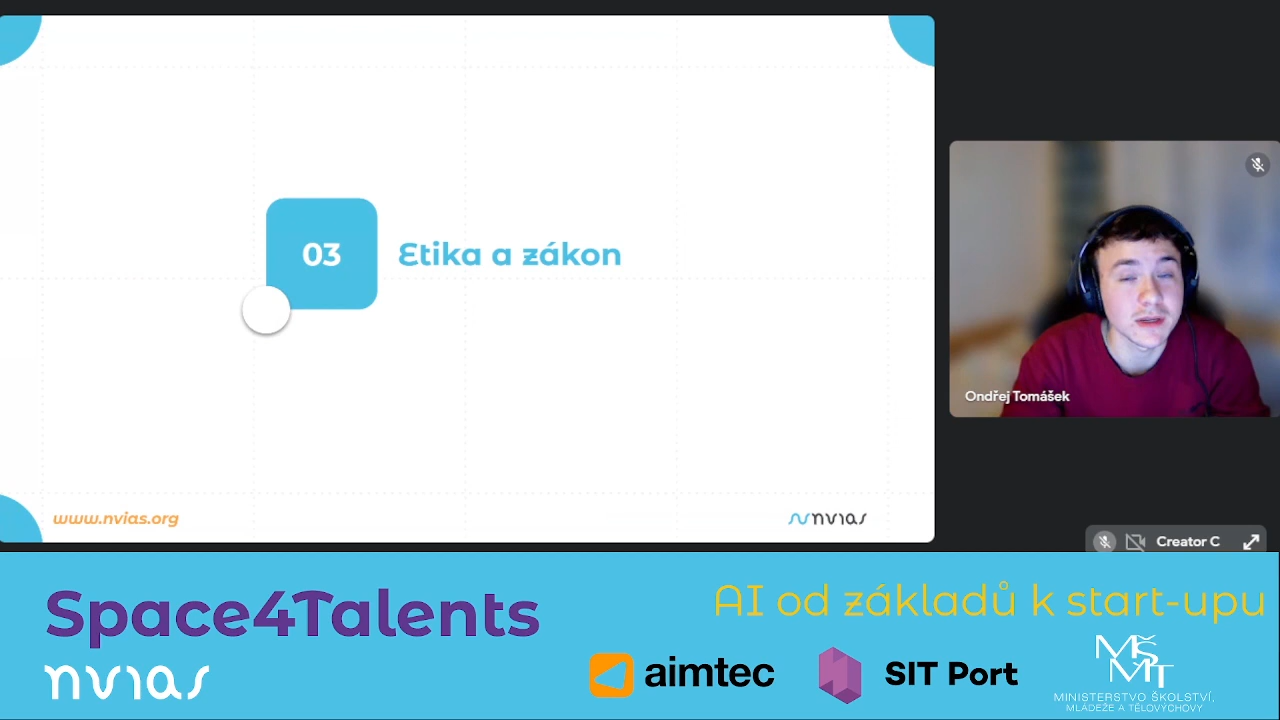 03
Etika a zákon
www.nvias.org
nvias
Ondřej Tomášek
Creator C
Space4Talents
AI od základů k start-upu
nvias
aimtec
SIT Port
MŠMT
MINISTERSTVO ŠKOLSTVÍ,
MLÁDEŽE A TĚLOVÝCHOVY